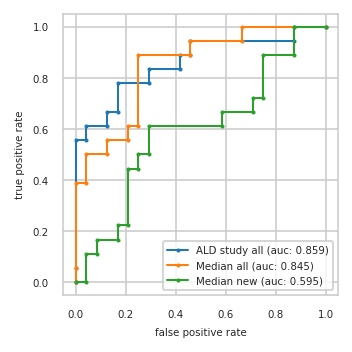 true positive rate
1.0
0.8
0.6
0.4
0.2
0.0
ALD study all (auc: 0.859)
Median all (auc: 0.845)
Median new (auc: 0.595)
0.0 0.2 0.4 0.6 0.8 1.0
false positive rate